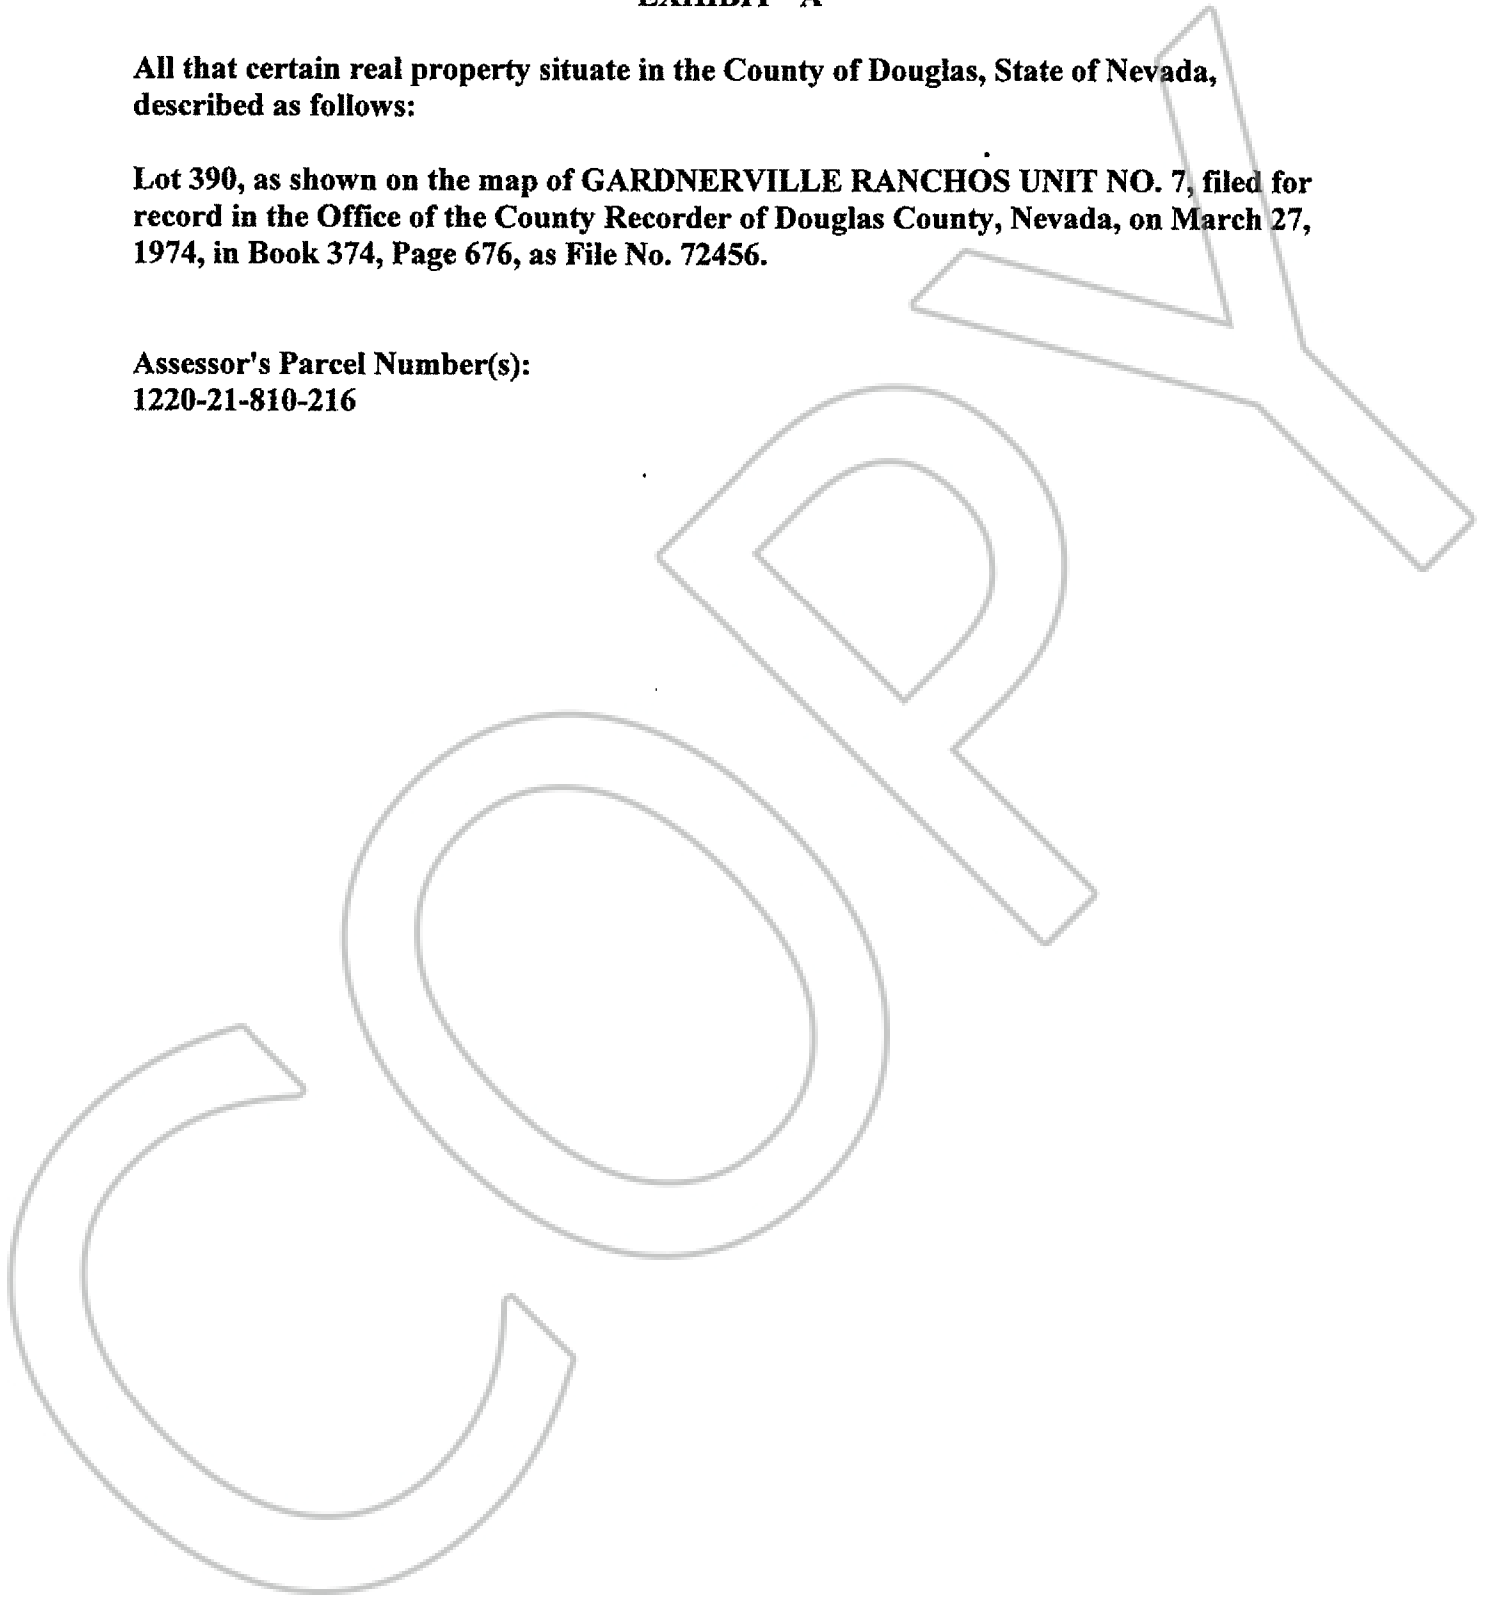 EXHIBIT "A"
All that certain real property situate in the County of Douglas, State of Nevada,
described as follows:
Lot 390, as shown on the map of GARDNERVILLE RANCHOS UNIT NO. 7, filed for
record in the Office of the County Recorder of Douglas County, Nevada, on March 27,
1974, in Book 374, Page 676, as File No. 72456.
Assessor's Parcel Number(s):
1220-21-810-216
COPY